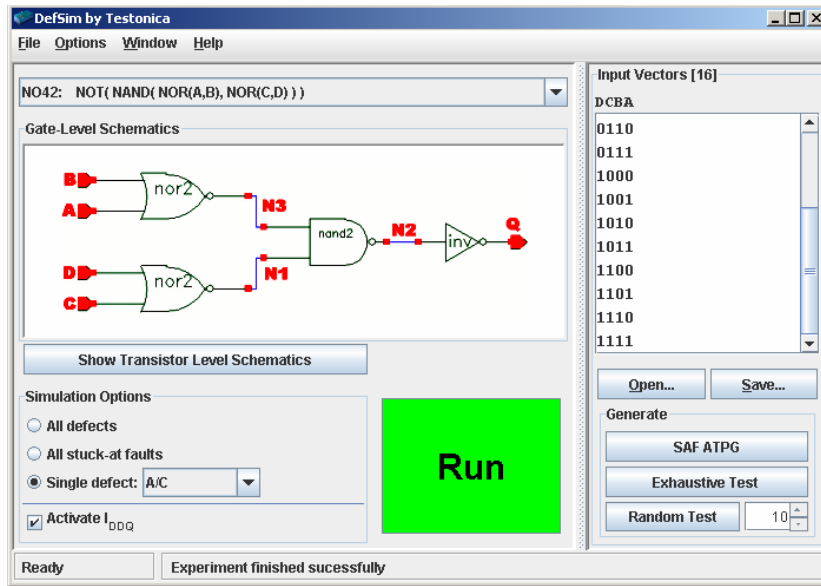 DefSim by Testonica
File Options Window Help
NO42: NOT( NAND( NOR(A,B), NOR(C,D) ) )
Gate-Level Schematics
B
nor2
A
N3
nand2
N2
inv
Q
D
nor2
N1
C
Show Transistor Level Schematics
Simulation Options
All defects
All stuck-at faults
Single defect: A/C
Activate IDDQ
Run
Input Vectors [16]
DCBA
0110
0111
1000
1001
1010
1011
1100
1101
1110
1111
Open... Save...
Generate
SAF ATPG
Exhaustive Test
Random Test 10
Ready Experiment finished sucessfully